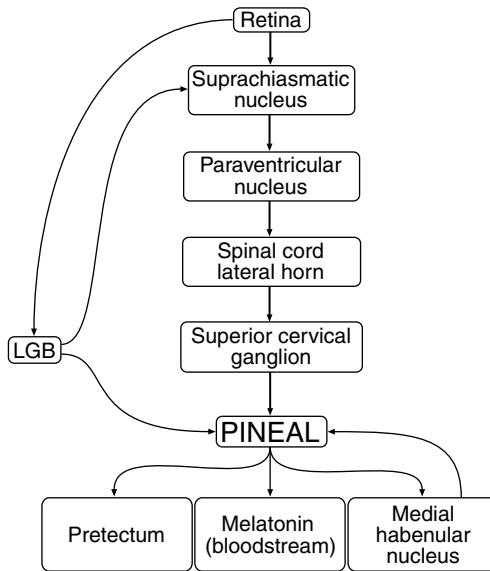 Retina
Suprachiasmatic
nucleus
Paraventricular
nucleus
Spinal cord
lateral horn
Superior cervical
ganglion
LGB
PINEAL
Pretectum
Melatonin
(bloodstream)
Medial
habenular
nucleus